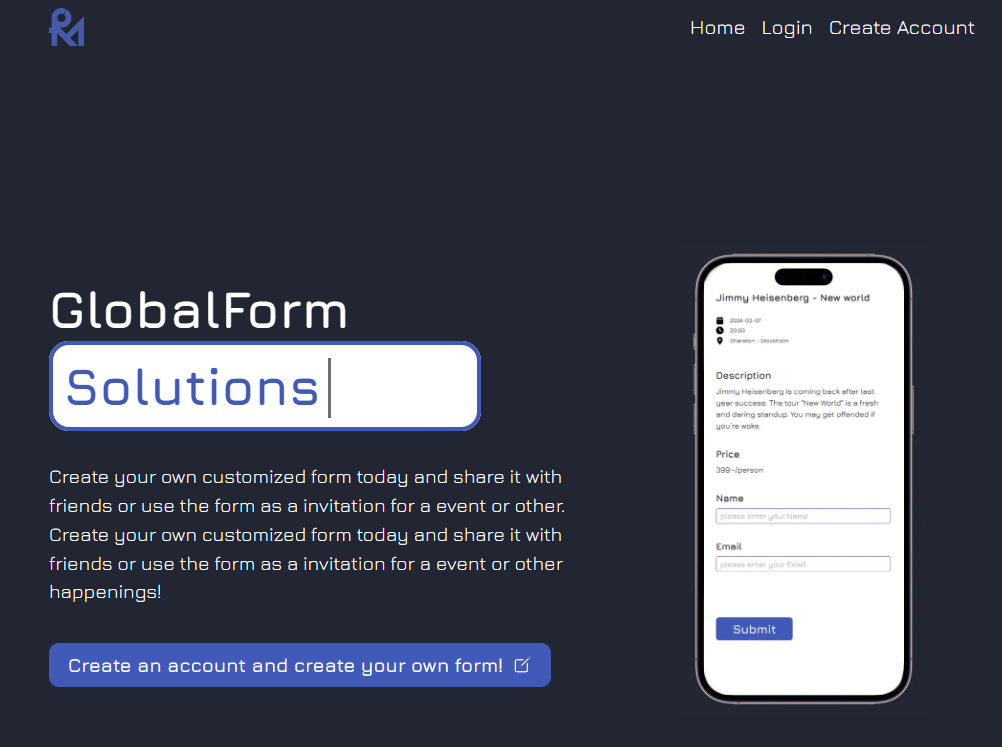 Home Login Create Account
GlobalForm
Solutions
Create your own customized form today and share it with
friends or use the form as a invitation for a event or other.
Create your own customized form today and share it with
friends or use the form as a invitation for a event or other
happenings!
Create an account and create your own form!
Jimmy Heisenberg - New world
2024-03-07
20:00
Sheraton - Stockholm
Description
Jimmy Heisenberg is coming back after last
year success. The tour "New World" is a fresh
and daring standup. You may get offended if
you're woke.
Price
399:-/person
Name
please enter your Name
Email
please enter your Email
Submit